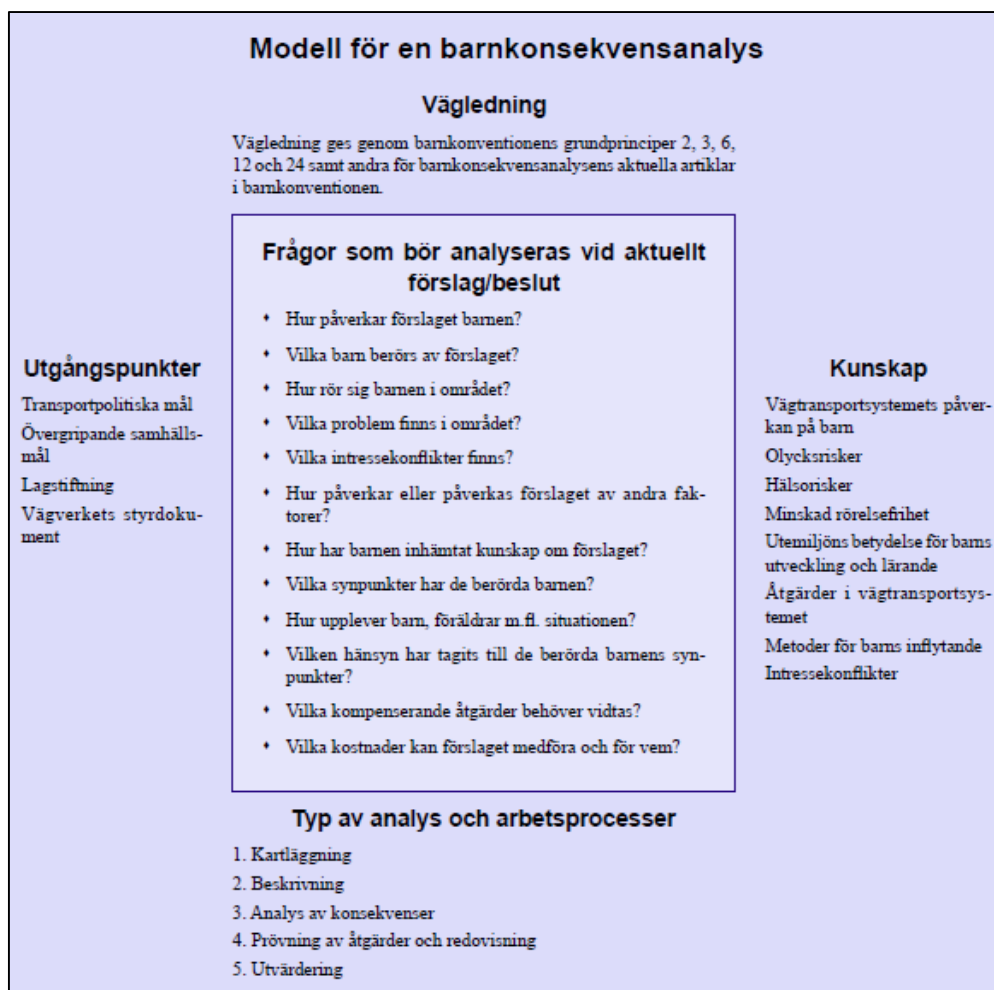 Modell för en barnkonsekvensanalys
Vägledning
Vägledning ges genom barnkonventionens grundprinciper 2, 3, 6,
12 och 24 samt andra för barnkonsekvensanalysens aktuella artiklar
i barnkonventionen.
Frågor som bör analyseras vid aktuellt
förslag/beslut
• Hur påverkar förslaget barnen?
• Vilka barn berörs av förslaget?
• Hur rör sig barnen i området?
• Vilka problem finns i området?
• Vilka intressekonflikter finns?
• Hur påverkar eller påverkas förslaget av andra fak-
torer?
• Hur har barnen inhämtat kunskap om förslaget?
• Vilka synpunkter har de berörda barnen?
• Hur upplever barn, föräldrar m.fl. situationen?
• Vilken hänsyn har tagits till de berörda barnens syn-
punkter?
• Vilka kompenserande åtgärder behöver vidtas?
• Vilka kostnader kan förslaget medföra och för vem?
Utgångspunkter
Transportpolitiska mål
Övergripande samhälls-
mål
Lagstiftning
Vägverkets styrdoku-
ment
Kunskap
Vägtransportsystemets påver-
kan på barn
Olycksrisker
Hälsorisker
Minskad rörelsefrihet
Utemiljöns betydelse för barns
utveckling och lärande
Åtgärder i vägtransportsys-
temet
Metoder för barns inflytande
Intressekonflikter
Typ av analys och arbetsprocesser
1. Kartläggning
2. Beskrivning
3. Analys av konsekvenser
4. Prövning av åtgärder och redovisning
5. Utvärdering